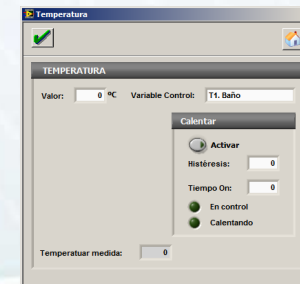 Temperatura
TEMPERATURA
Valor: 0 ºC Variable Control: T1. Baño
Calentar
Activar
Histéresis: 0
Tiempo On: 0
En control
Calentando
Temperatuar medida: 0